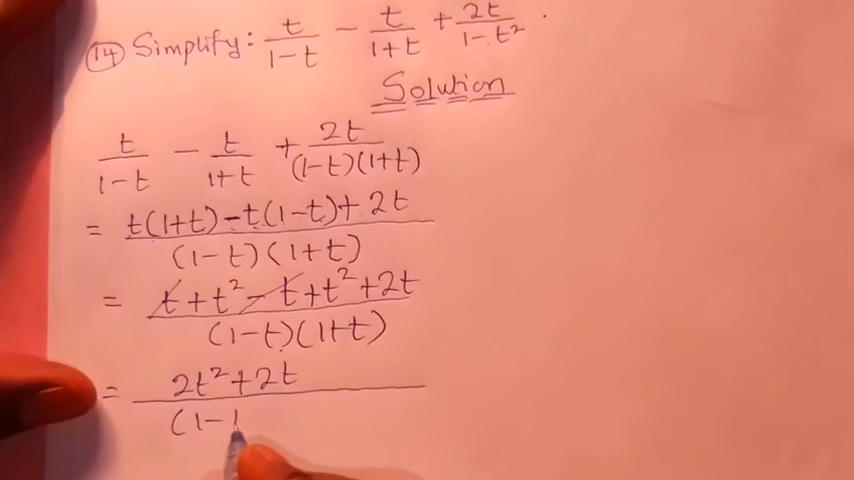 14 Simplify: t/(1-t) - t/(1+t) + 2t/(1-t²).
Solution
t/(1-t) - t/(1+t) + 2t/((1-t)(1+t))
= (t(1+t) - t(1-t) + 2t)/((1-t)(1+t))
= (t + t² - t + t² + 2t)/((1-t)(1+t))
= (2t² + 2t)/(1-